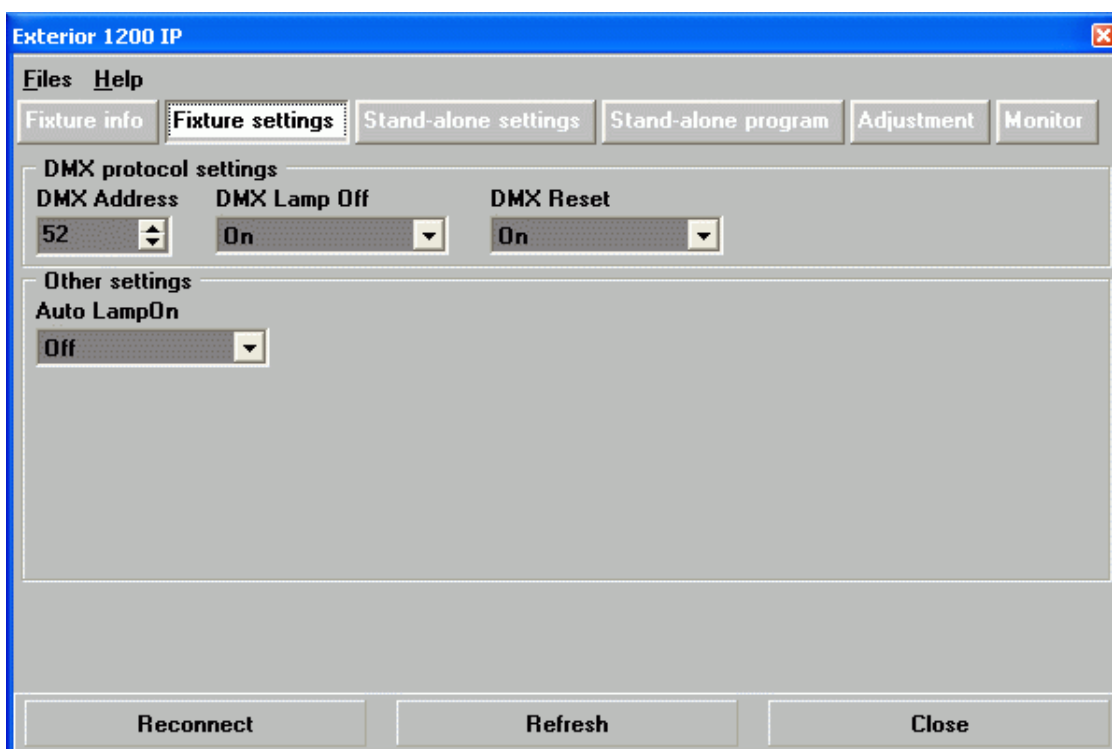 Exterior 1200 IP
Files Help
Fixture info Fixture settings Stand-alone settings Stand-alone program Adjustment Monitor
DMX protocol settings
DMX Address DMX Lamp Off DMX Reset
52 On On
Other settings
Auto LampOn
Off
Reconnect Refresh Close